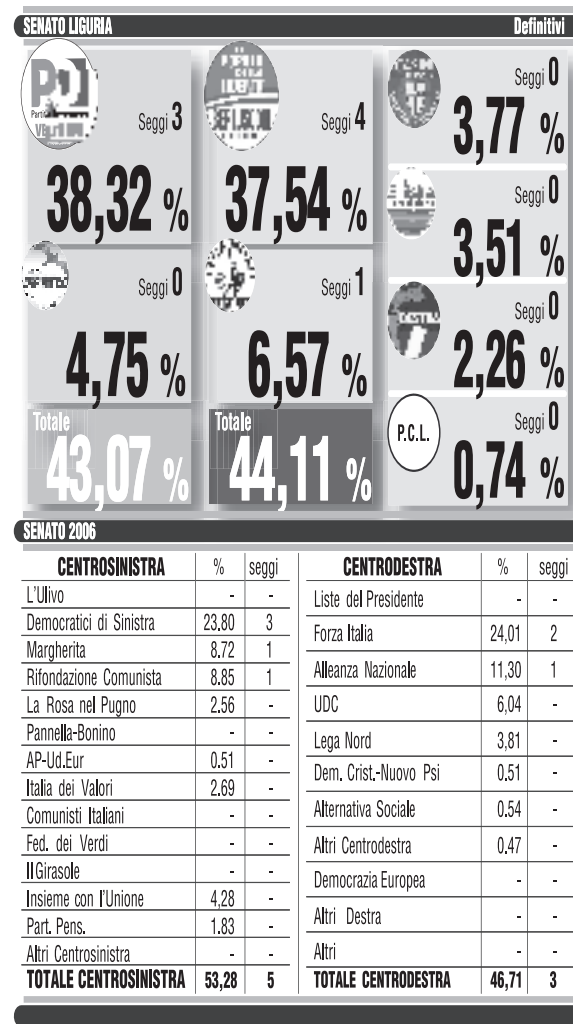 SENATO LIGURIA Definitivi
Seggi 3
38,32 %
Seggi 4
37,54 %
Seggi 0
4,75 %
Seggi 1
6,57 %
Totale
43,07 %
Totale
44,11 %
Seggi 0
3,77 %
Seggi 0
3,51 %
Seggi 0
2,26 %
P.C.L.
Seggi 0
0,74 %
SENATO 2006
CENTROSINISTRA % seggi
L'Ulivo - -
Democratici di Sinistra 23.80 3
Margherita 8.72 1
Rifondazione Comunista 8.85 1
La Rosa nel Pugno 2.56 -
Pannella-Bonino - -
AP-Ud.Eur 0.51 -
Italia dei Valori 2.69 -
Comunisti Italiani - -
Fed. dei Verdi - -
Il Girasole - -
Insieme con l'Unione 4,28 -
Part. Pens. 1.83 -
Altri Centrosinistra - -
TOTALE CENTROSINISTRA 53,28 5
CENTRODESTRA % seggi
Liste del Presidente - -
Forza Italia 24,01 2
Alleanza Nazionale 11,30 1
UDC 6,04 -
Lega Nord 3,81 -
Dem. Crist.-Nuovo Psi 0.51 -
Alternativa Sociale 0.54 -
Altri Centrodestra 0.47 -
Democrazia Europea - -
Altri Destra - -
Altri - -
TOTALE CENTRODESTRA 46,71 3